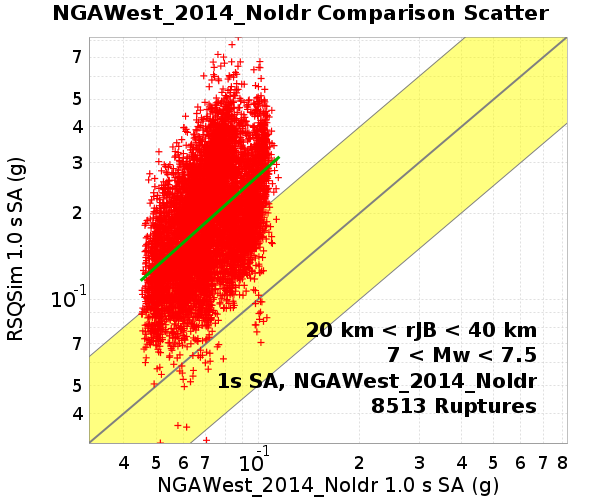 NGAWest_2014_NoIdr Comparison Scatter
RSQSim 1.0 s SA (g)
7
5
4
3
2
10-1
7
5
4
20 km < rJB < 40 km
7 < Mw < 7.5
1s SA, NGAWest_2014_NoIdr
8513 Ruptures
4 5 6 7 10-1 2 3 4 5 6 7 8
NGAWest_2014_NoIdr 1.0 s SA (g)